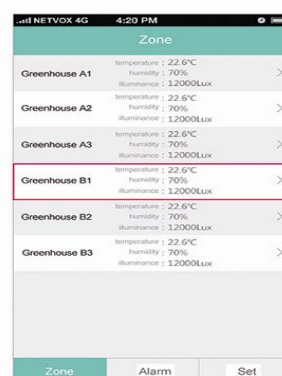 NETVOX 4G 4:20 PM
Zone
Greenhouse A1
temperature : 22.6°C
humidity : 70%
illuminance : 12000Lux
Greenhouse A2
temperature : 22.6°C
humidity : 70%
illuminance : 12000Lux
Greenhouse A3
temperature : 22.6°C
humidity : 70%
illuminance : 12000Lux
Greenhouse B1
temperature : 22.6°C
humidity : 70%
illuminance : 12000Lux
Greenhouse B2
temperature : 22.6°C
humidity : 70%
illuminance : 12000Lux
Greenhouse B3
temperature : 22.6°C
humidity : 70%
illuminance : 12000Lux
Zone Alarm Set